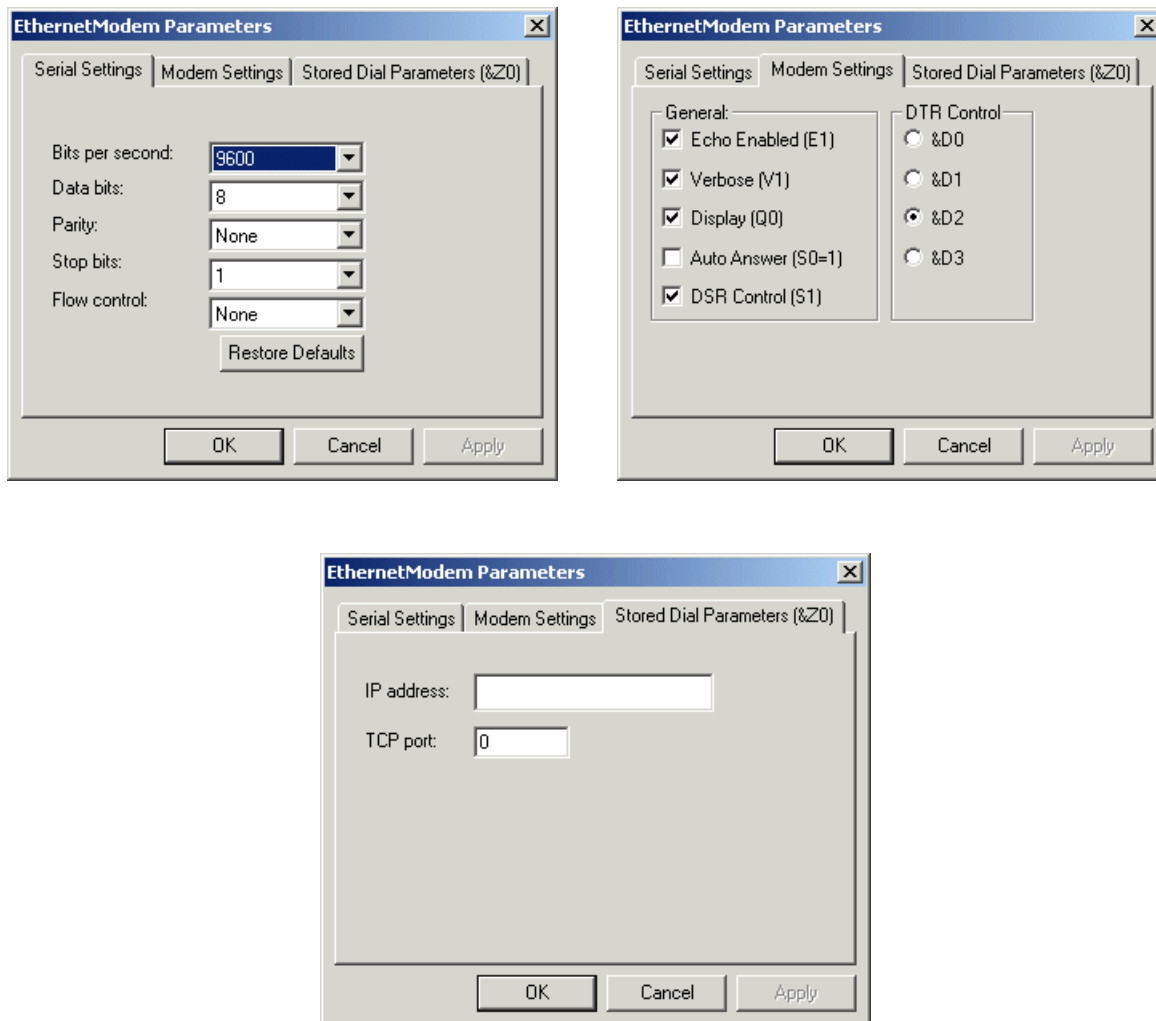 EthernetModem Parameters
Serial Settings Modem Settings Stored Dial Parameters (&Z0)
Bits per second: 9600
Data bits: 8
Parity: None
Stop bits: 1
Flow control: None
Restore Defaults
OK Cancel Apply
EthernetModem Parameters
Serial Settings Modem Settings Stored Dial Parameters (&Z0)
General:
Echo Enabled (E1)
Verbose (V1)
Display (Q0)
Auto Answer (S0=1)
DSR Control (S1)
DTR Control
&D0
&D1
&D2
&D3
OK Cancel Apply
EthernetModem Parameters
Serial Settings Modem Settings Stored Dial Parameters (&Z0)
IP address:
TCP port: 0
OK Cancel Apply